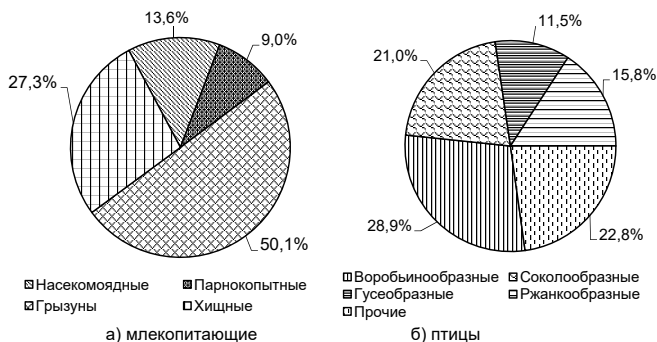 13,6%
9,0%
27,3%
50,1%
Насекомоядные Парнокопытные
Грызуны Хищные
а) млекопитающие
11,5%
21,0%
15,8%
28,9%
22,8%
Воробьинообразные Соколообразные
Гусеобразные Ржанкообразные
Прочие
б) птицы